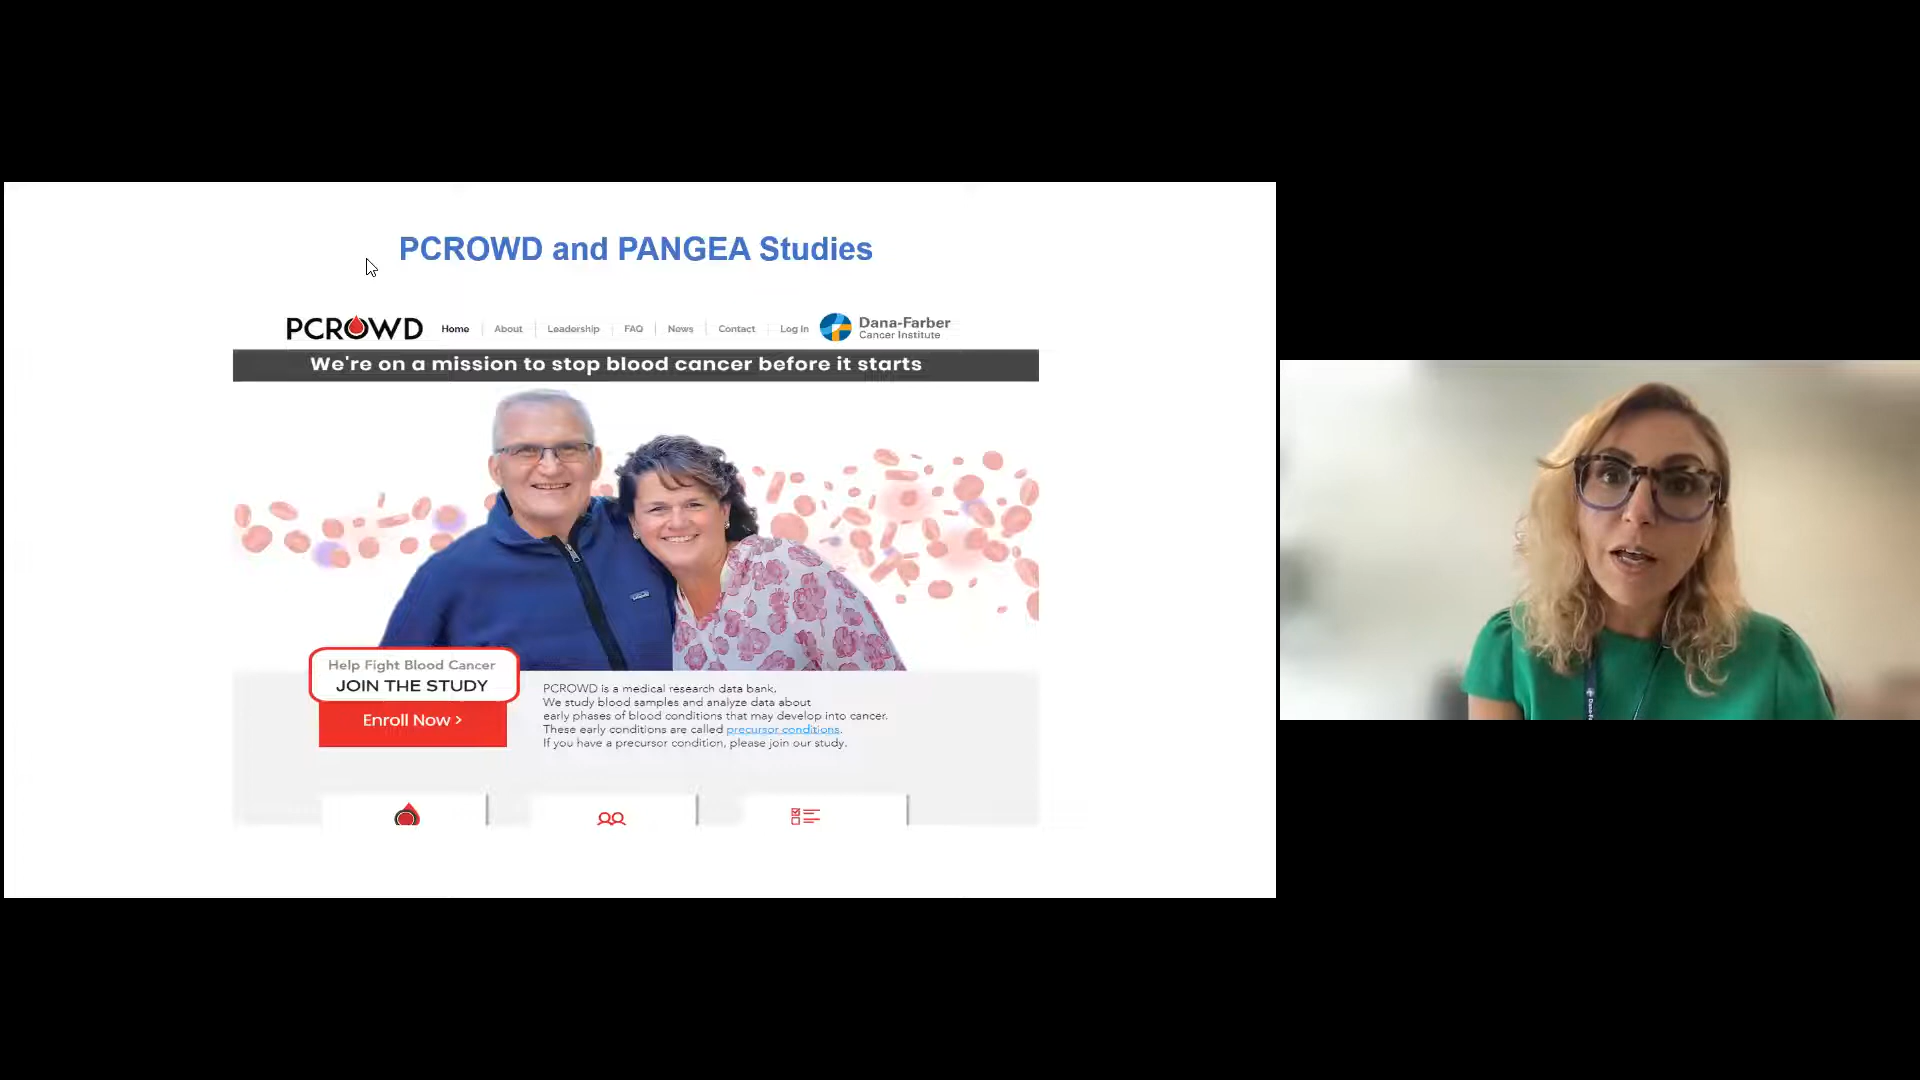 PCROWD and PANGEA Studies
PCROWD Home About Leadership FAQ News Contact Log In Dana-Farber
Cancer Institute
We're on a mission to stop blood cancer before it starts
Help Fight Blood Cancer
JOIN THE STUDY
Enroll Now >
PCROWD is a medical research data bank.
We study blood samples and analyze data about
early phases of blood conditions that may develop into cancer.
These early conditions are called precursor conditions.
If you have a precursor condition, please join our study.